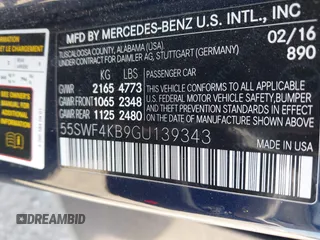 MFD BY MERCEDES-BENZ U.S. INTL., INC
TUSCALOOSA COUNTY, ALABAMA (USA)
UNDER CONTRACT FOR DAIMLER AG, STUTTGART (GERMANY)
02/16
890
KG LBS PASSENGER CAR
GVWR 2165 4773
GAWR FRONT 1065 2348
GAWR REAR 1125 2480
THIS VEHICLE CONFORMS TO ALL APPLICABLE
U.S. FEDERAL MOTOR VEHICLE SAFETY, BUMPER,
AND THEFT PREVENTION STANDARDS IN EFFECT
ON THE DATE OF MANUFACTURE SHOWN ABOVE.
55SWF4KB9GU139343
DREAMBID